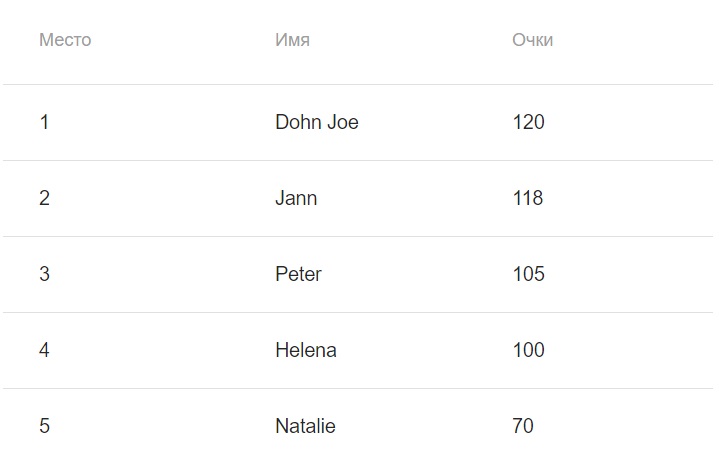 Место Имя Очки
1 Dohn Joe 120
2 Jann 118
3 Peter 105
4 Helena 100
5 Natalie 70